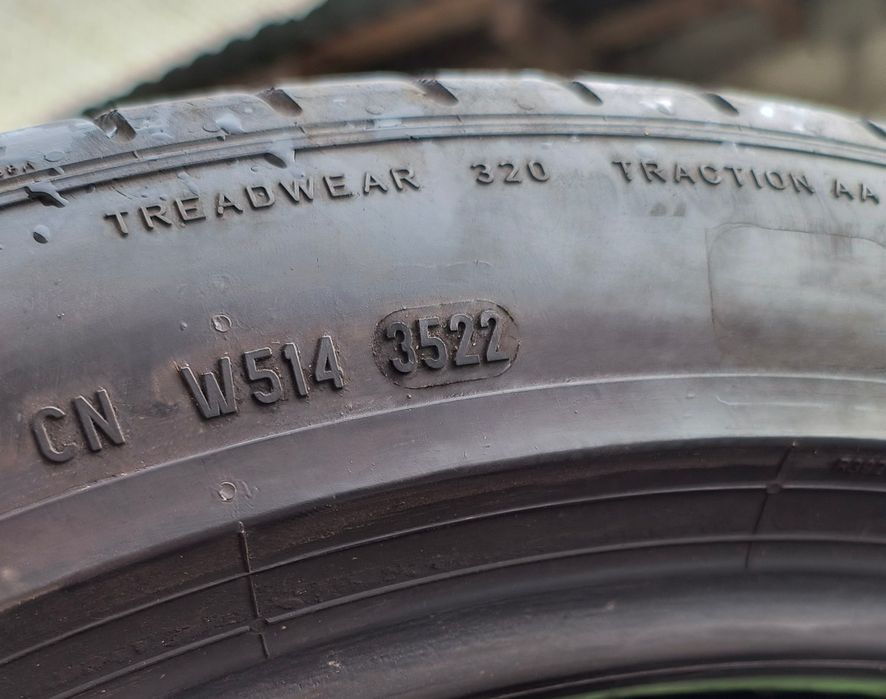 TREADWEAR 320 TRACTION AA
CN W514 3522